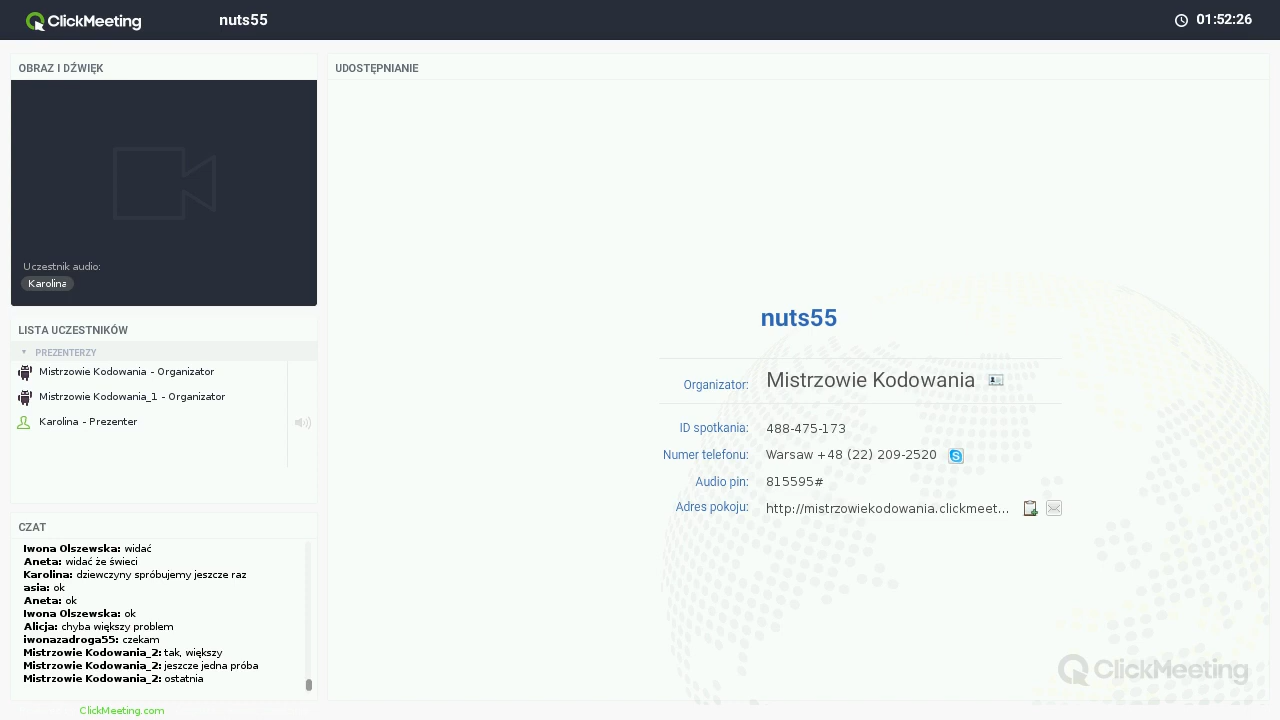 ClickMeeting
nuts55
01:52:26
OBRAZ I DŹWIĘK
Uczestnik audio:
Karolina
LISTA UCZESTNIKÓW
PREZENTERZY
Mistrzowie Kodowania - Organizator
Mistrzowie Kodowania_1 - Organizator
Karolina - Prezenter
CZAT
Iwona Olszewska: widać
Aneta: widać że świeci
Karolina: dziewczyny spróbujemy jeszcze raz
asia: ok
Aneta: ok
Iwona Olszewska: ok
Alicja: chyba większy problem
iwonazadroga55: czekam
Mistrzowie Kodowania_2: tak, większy
Mistrzowie Kodowania_2: jeszcze jedna próba
Mistrzowie Kodowania_2: ostatnia
ClickMeeting.com
UDOSTĘPNIANIE
nuts55
Organizator: Mistrzowie Kodowania
ID spotkania: 488-475-173
Numer telefonu: Warsaw +48 (22) 209-2520
Audio pin: 815595#
Adres pokoju: http://mistrzowiekodowania.clickmeet...
ClickMeeting